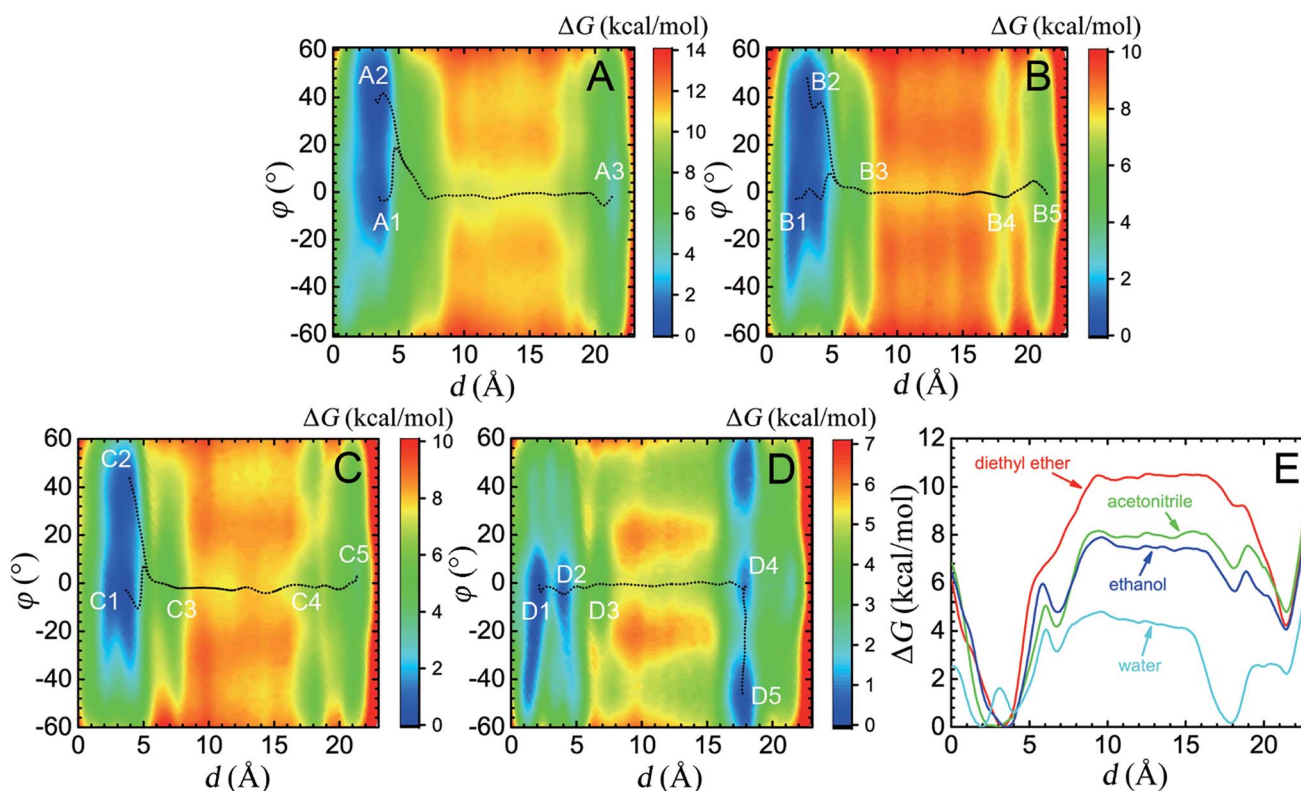 ΔG (kcal/mol)
A
A2
A1
A3
60
40
20
0
-20
-40
-60
φ (°)
0 5 10 15 20
d (Å)
14
12
10
8
6
4
2
0
ΔG (kcal/mol)
B
B2
B3
B1
B4
B5
60
40
20
0
-20
-40
-60
φ (°)
0 5 10 15 20
d (Å)
10
8
6
4
2
0
ΔG (kcal/mol)
C
C2
C5
C1
C3
C4
60
40
20
0
-20
-40
-60
φ (°)
0 5 10 15 20
d (Å)
10
8
6
4
2
0
ΔG (kcal/mol)
D
D2
D4
D1
D3
D5
60
40
20
0
-20
-40
-60
φ (°)
0 5 10 15 20
d (Å)
7
6
5
4
3
2
1
0
E
diethyl ether
acetonitrile
ethanol
water
12
10
8
6
4
2
0
ΔG (kcal/mol)
0 5 10 15 20
d (Å)